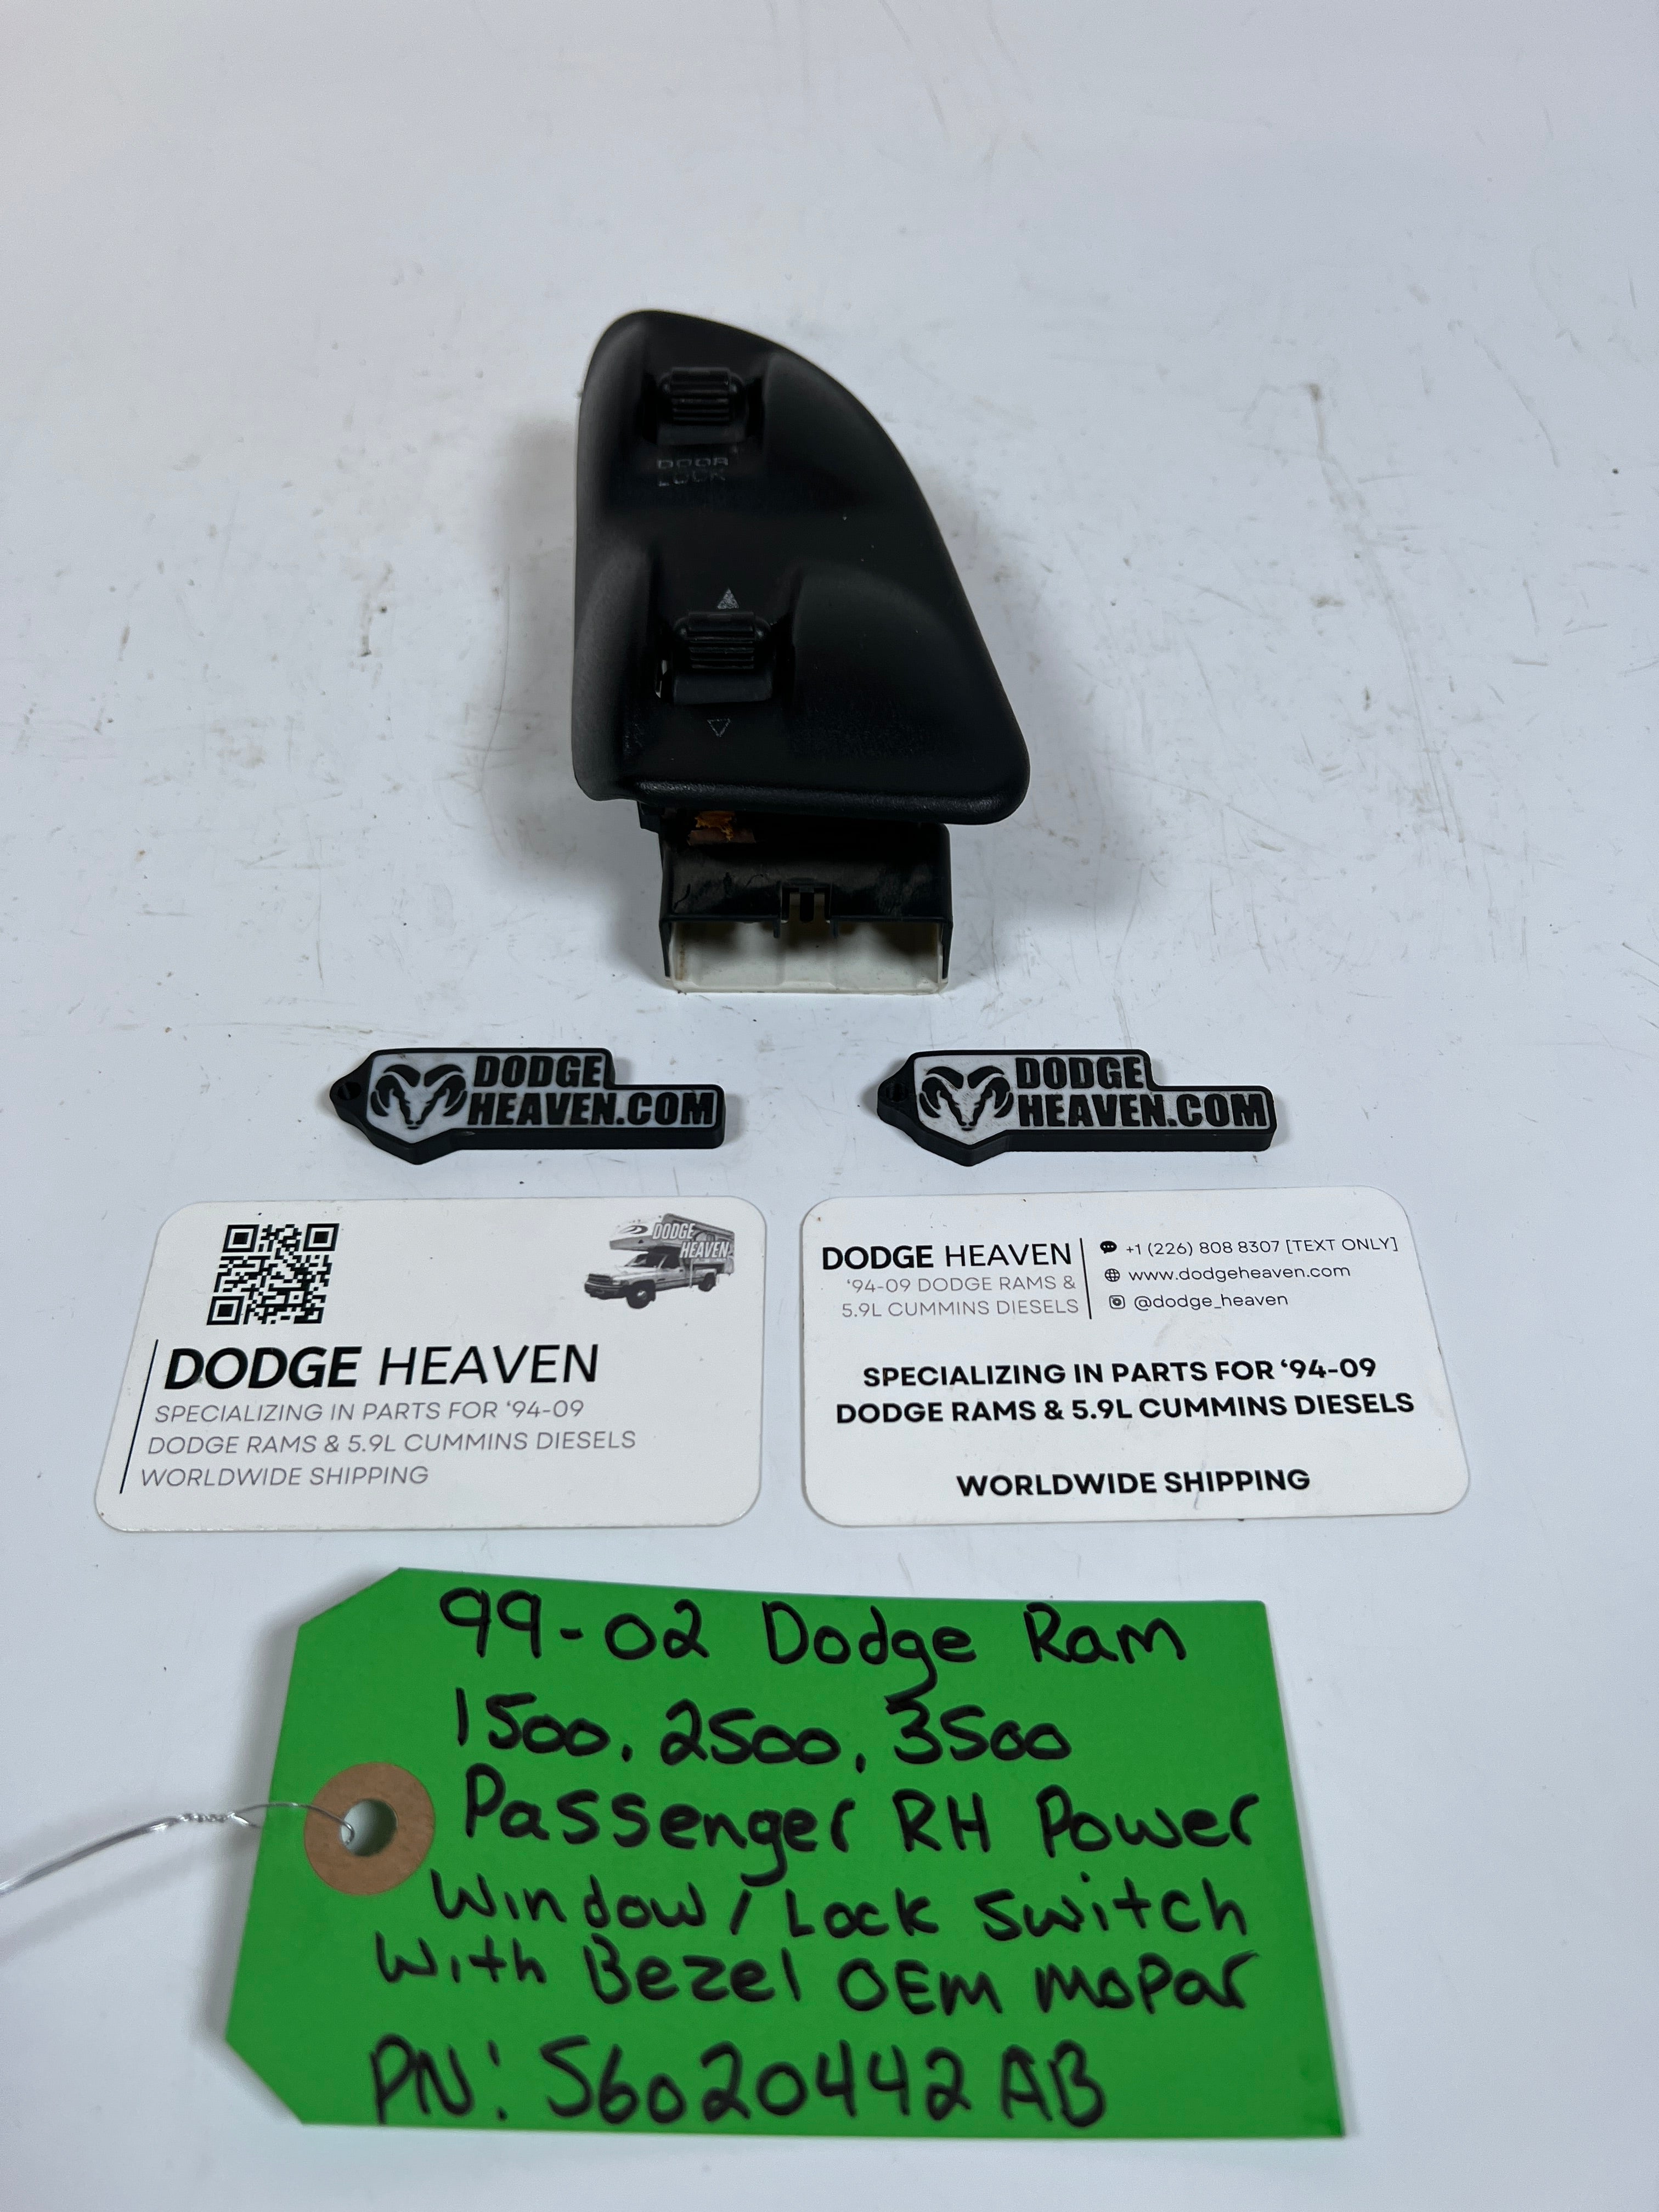 DOOR
LOCK
DODGE
HEAVEN.COM
DODGE
HEAVEN.COM
DODGE
HEAVEN
DODGE HEAVEN
SPECIALIZING IN PARTS FOR ‘94-09
DODGE RAMS & 5.9L CUMMINS DIESELS
WORLDWIDE SHIPPING
DODGE HEAVEN
‘94-09 DODGE RAMS &
5.9L CUMMINS DIESELS
+1 (226) 808 8307 [TEXT ONLY]
www.dodgeheaven.com
@dodge_heaven
SPECIALIZING IN PARTS FOR ‘94-09
DODGE RAMS & 5.9L CUMMINS DIESELS
WORLDWIDE SHIPPING
99-02 Dodge Ram
1500, 2500, 3500
Passenger RH Power
Window / Lock Switch
With Bezel OEM mopar
PN: 56020442AB